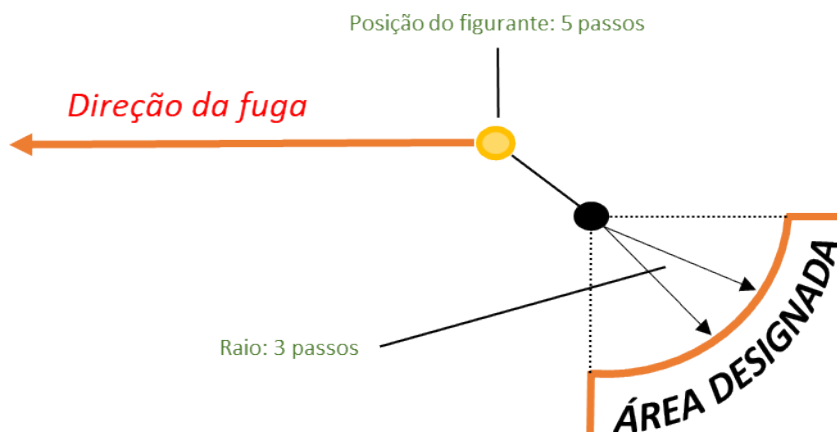 Posição do figurante: 5 passos
Direção da fuga
Raio: 3 passos
ÁREA DESIGNADA